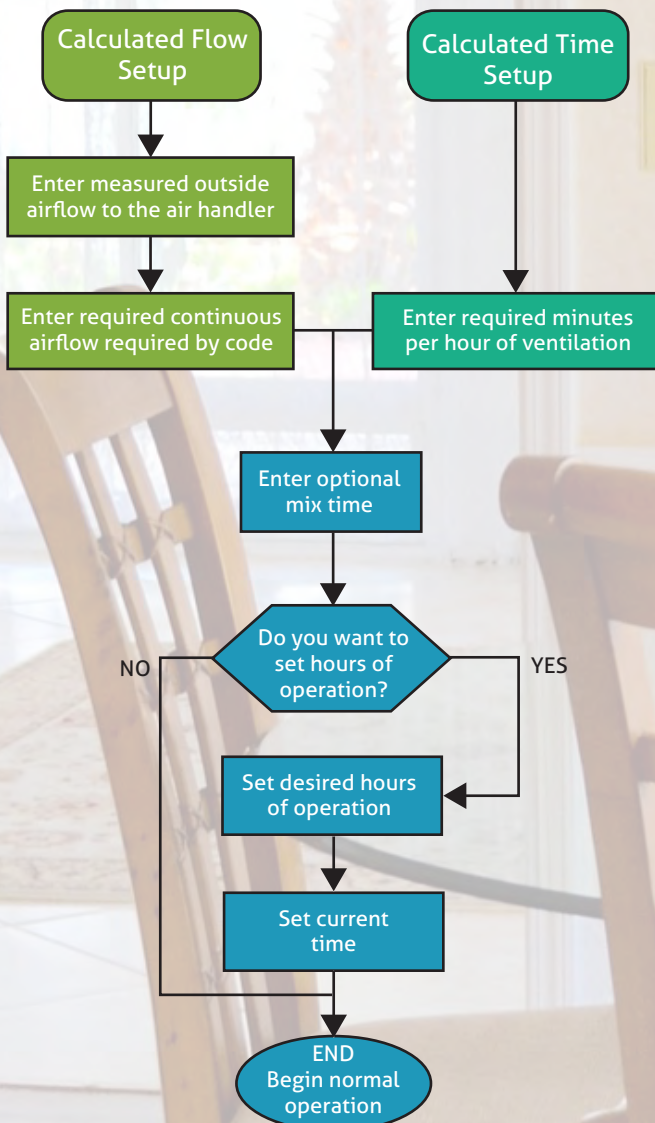 Calculated Flow
Setup
Calculated Time
Setup
Enter measured outside
airflow to the air handler
Enter required continuous
airflow required by code
Enter required minutes
per hour of ventilation
Enter optional
mix time
Do you want to
set hours of
operation?
NO
YES
Set desired hours
of operation
Set current
time
END
Begin normal
operation